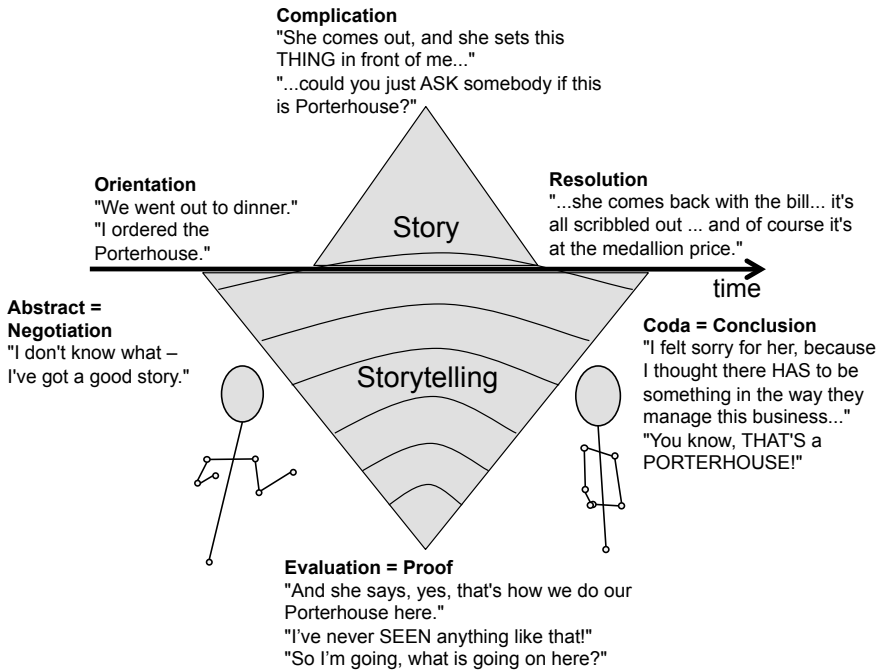 Complication
"She comes out, and she sets this
THING in front of me..."
"...could you just ASK somebody if this
is Porterhouse?"
Orientation
"We went out to dinner."
"I ordered the
Porterhouse."
Story
Resolution
"...she comes back with the bill... it's
all scribbled out ... and of course it's
at the medallion price."
time
Abstract =
Negotiation
"I don't know what –
I've got a good story."
Storytelling
Coda = Conclusion
"I felt sorry for her, because
I thought there HAS to be
something in the way they
manage this business..."
"You know, THAT'S a
PORTERHOUSE!"
Evaluation = Proof
"And she says, yes, that's how we do our
Porterhouse here."
"I’ve never SEEN anything like that!"
"So I'm going, what is going on here?"